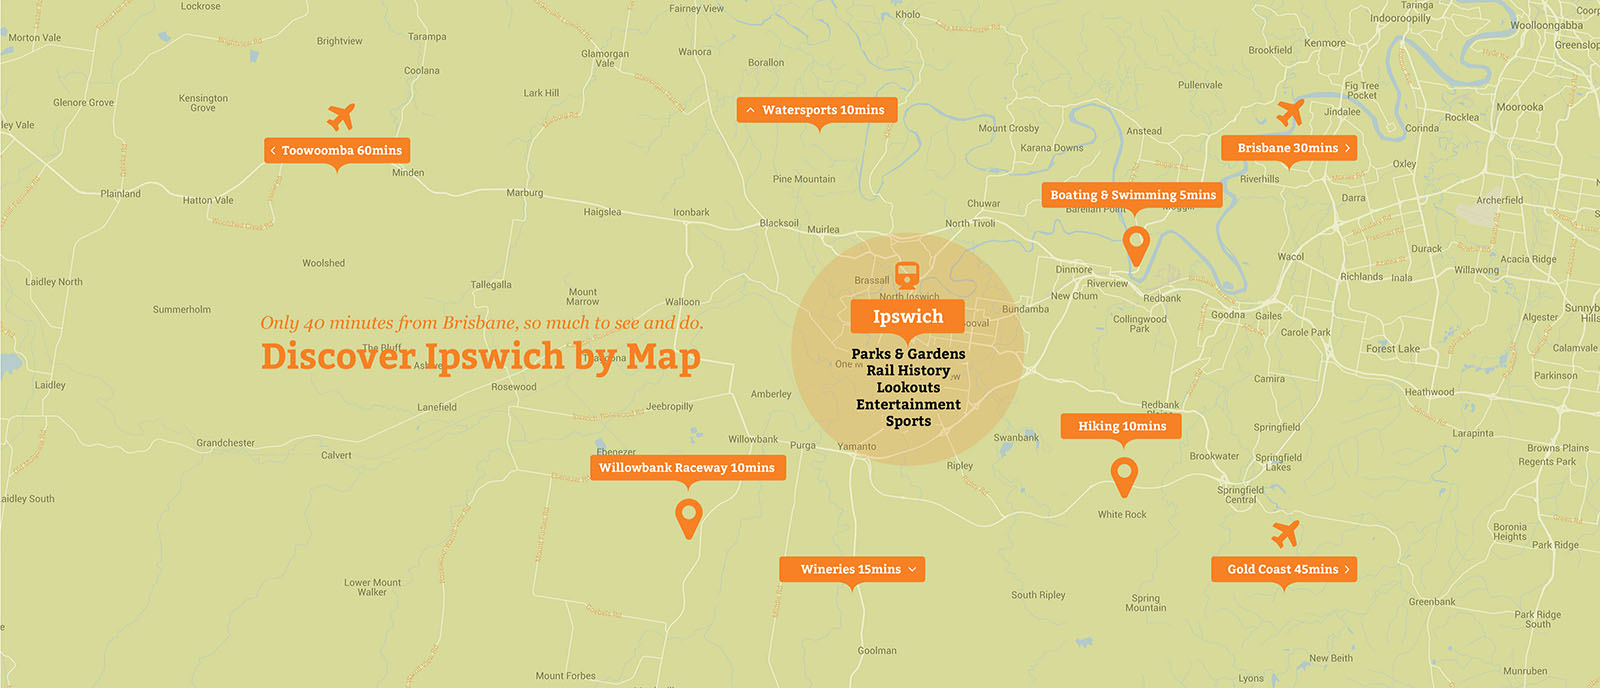 Lockrose
Fairney View
Kholo
Taringa
Indooroopilly
Woolloongabba
Morton Vale
Brightview
Tarampa
Glamorgan
Vale
Wanora
Borallon
Brookfield
Kenmore
Greenslop
Coolana
Pullenvale
Fig Tree
Pocket
Glenore Grove
Kensington
Grove
Lark Hill
Watersports 10mins
Jindalee
Moorooka
Rocklea
ley Vale
Mount Crosby
Anstead
Corinda
Toowoomba 60mins
Karana Downs
Brisbane 30mins
Oxley
Minden
Pine Mountain
Riverhills
Plainland
Hatton Vale
Marburg
Boating & Swimming 5mins
Darra
Archerfield
Haigslea
Ironbark
Chuwar
Barellan Point
Moggill
Blacksoil
Muirlea
North Tivoli
Durack
Woolshed
Wacol
Acacia Ridge
Laidley North
Tallegalla
Brassall
Dinmore
Riverview
Richlands
Inala
Willawong
Mount
Marrow
Walloon
North Ipswich
New Chum
Redbank
Summerholm
Bundamba
Goodna
Gailes
Sunnyb
Hills
Ipswich
ooval
Collingwood
Park
Algester
Only 40 minutes from Brisbane, so much to see and do.
Carole Park
Discover Ipswich by Map
The Bluff
Parks & Gardens
Forest Lake
Calamvale
One M
Rail History
Laidley
Rosewood
Lookouts
Camira
Parkinson
Amberley
Heathwood
Lanefield
Jeebropilly
Entertainment
Redbank
Plains
Sports
Hiking 10mins
Springfield
Larapinta
Grandchester
Willowbank
Purga
Yamanto
Swanbank
Browns Plains
Calvert
Ebenezer
Brookwater
Springfield
Lakes
Regents Park
Willowbank Raceway 10mins
Ripley
Springfield
Central
aidley South
White Rock
Boronia
Heights
Park Ridge
Wineries 15mins
Gold Coast 45mins
Lower Mount
Walker
South Ripley
Spring
Mountain
Greenbank
Park Ridge
South
Goolman
New Beith
Mount Forbes
Lyons
Munruben